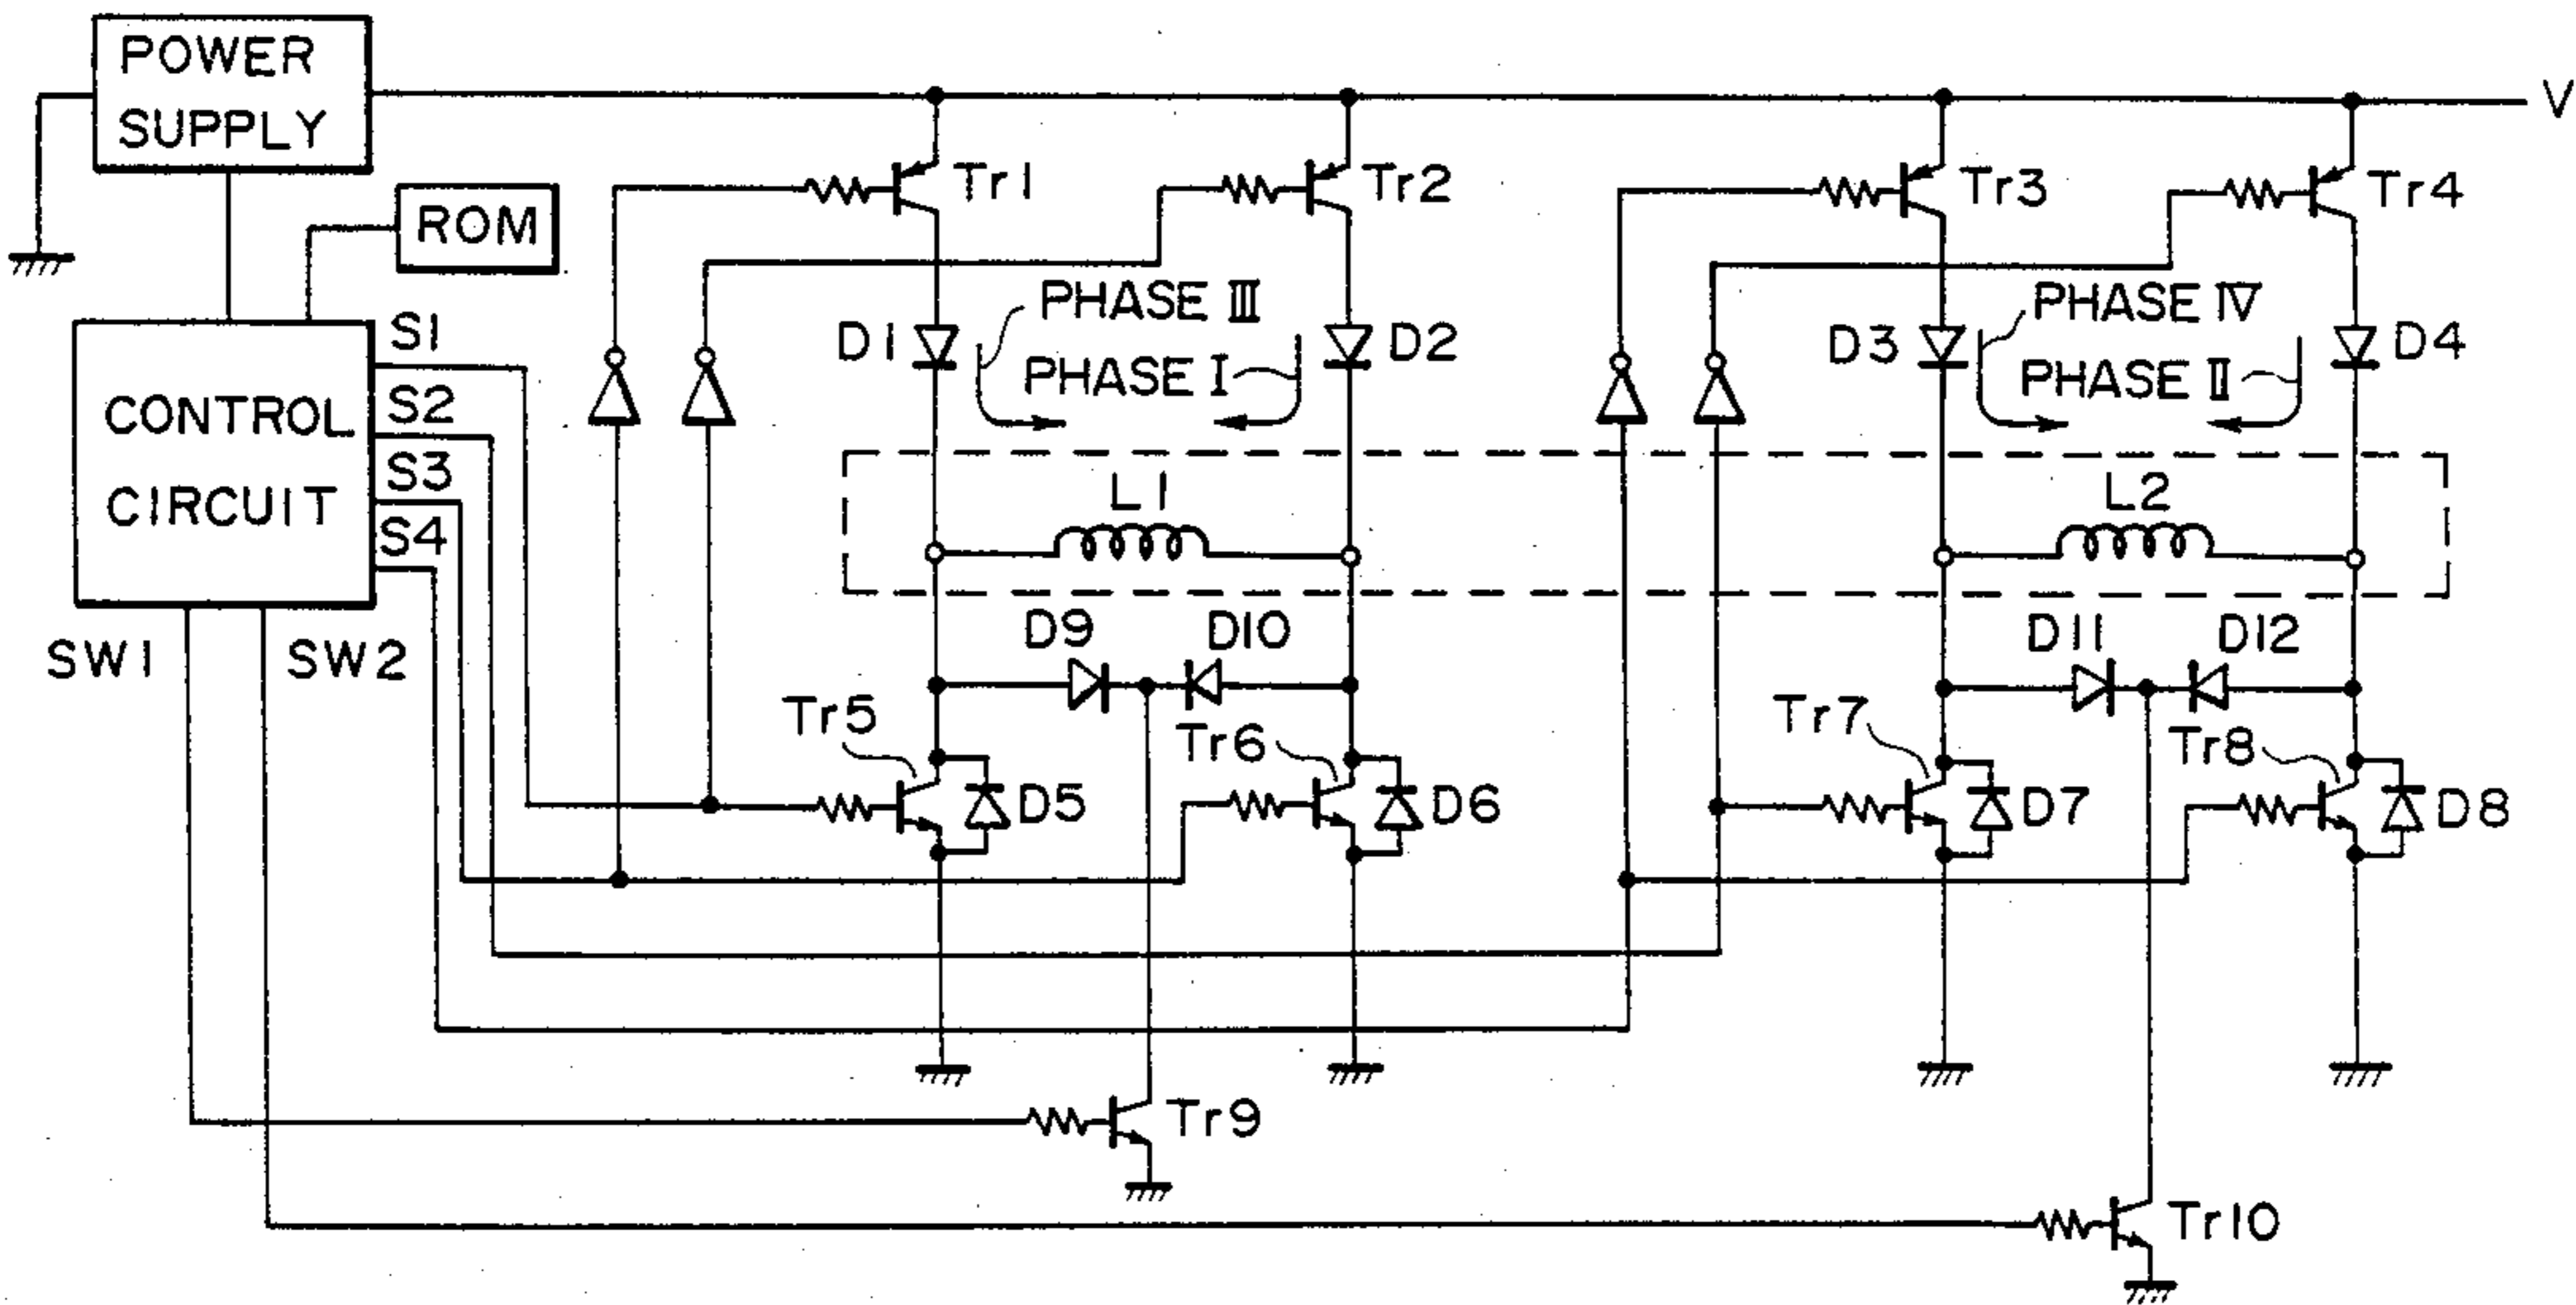 POWER
SUPPLY
V
ROM
Tr1
Tr2
Tr3
Tr4
PHASE III
PHASE I
PHASE IV
PHASE II
D1
D2
D3
D4
S1
S2
S3
S4
CONTROL
CIRCUIT
L1
L2
SW1
SW2
D9
D10
D11
D12
Tr5
Tr6
Tr7
Tr8
D5
D6
D7
D8
Tr9
Tr10